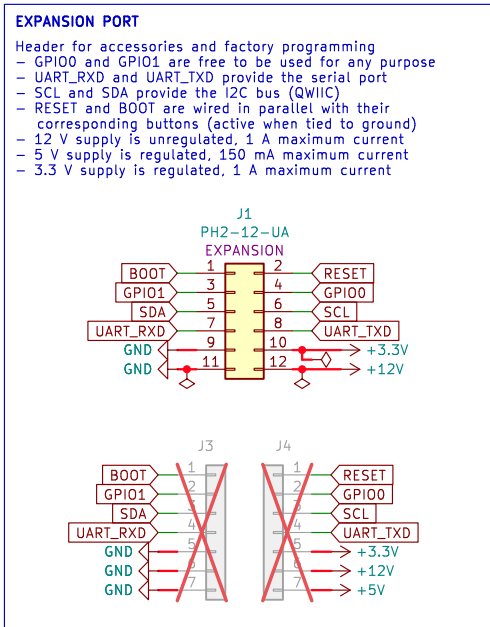 EXPANSION PORT
Header for accessories and factory programming
– GPIO0 and GPIO1 are free to be used for any purpose
– UART_RXD and UART_TXD provide the serial port
– SCL and SDA provide the I2C bus (QWIIC)
– RESET and BOOT are wired in parallel with their
corresponding buttons (active when tied to ground)
– 12 V supply is unregulated, 1 A maximum current
– 5 V supply is regulated, 150 mA maximum current
– 3.3 V supply is regulated, 1 A maximum current
J1
PH2-12-UA
EXPANSION
BOOT 1 2 RESET
GPIO1 3 4 GPIO0
SDA 5 6 SCL
UART_RXD 7 8 UART_TXD
GND 9 10 +3.3V
GND 11 12 +12V
J3 J4
BOOT 1 1 RESET
GPIO1 2 2 GPIO0
SDA 3 3 SCL
UART_RXD 4 4 UART_TXD
GND 5 5 +3.3V
GND 6 6 +12V
GND 7 7 +5V